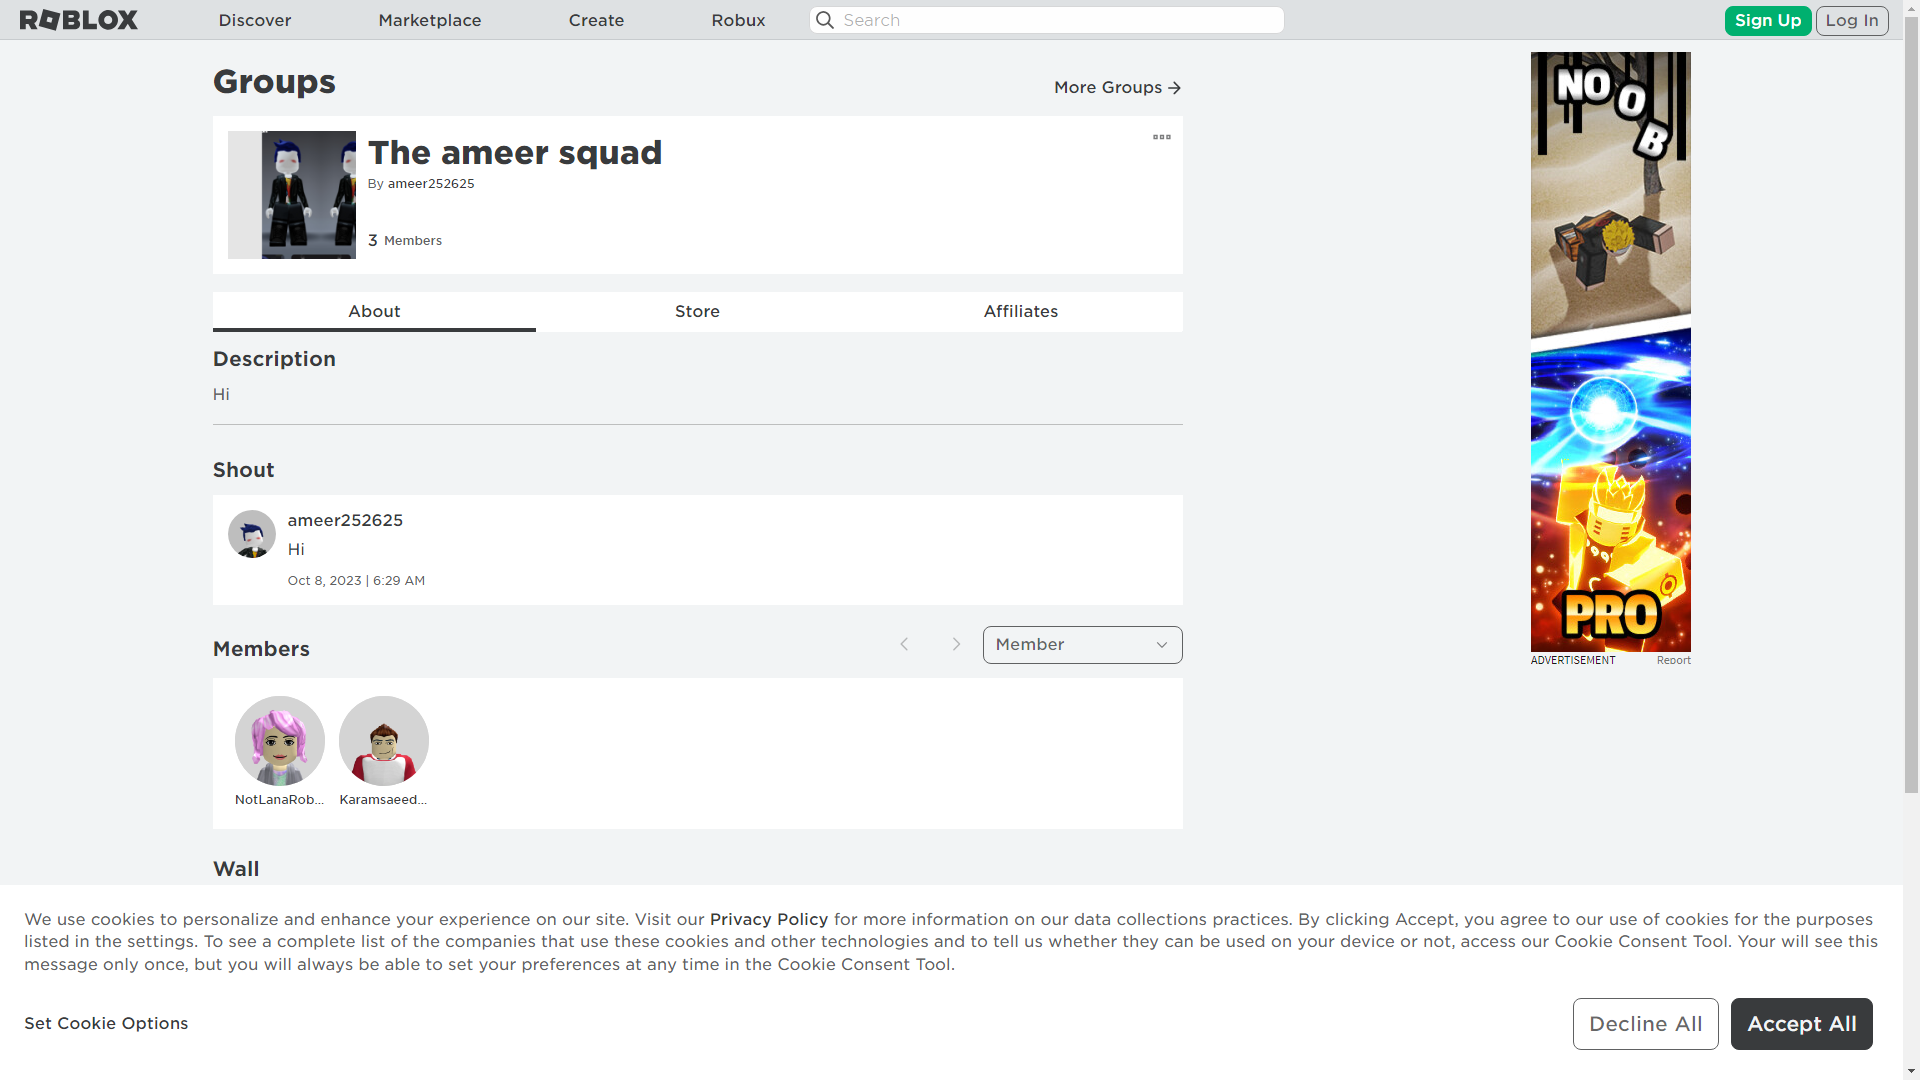 ROBLOX
Discover
Marketplace
Create
Robux
Search
Sign Up
Log In
Groups
More Groups
The ameer squad
By ameer252625
3 Members
About
Store
Affiliates
Description
Hi
Shout
ameer252625
Hi
Oct 8, 2023 | 6:29 AM
Members
Member
NotLanaRob...
Karamsaeed...
Wall
NOOB
PRO
ADVERTISEMENT
Report
We use cookies to personalize and enhance your experience on our site. Visit our Privacy Policy for more information on our data collections practices. By clicking Accept, you agree to our use of cookies for the purposes
listed in the settings. To see a complete list of the companies that use these cookies and other technologies and to tell us whether they can be used on your device or not, access our Cookie Consent Tool. Your will see this
message only once, but you will always be able to set your preferences at any time in the Cookie Consent Tool.
Set Cookie Options
Decline All
Accept All